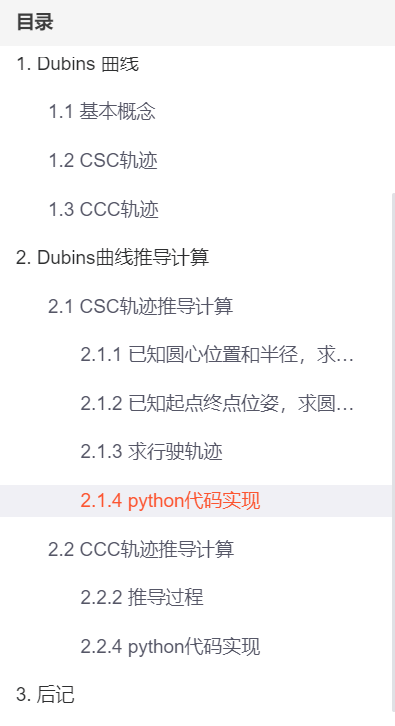 目录
1. Dubins 曲线
1.1 基本概念
1.2 CSC轨迹
1.3 CCC轨迹
2. Dubins曲线推导计算
2.1 CSC轨迹推导计算
2.1.1 已知圆心位置和半径，求…
2.1.2 已知起点终点位姿，求圆…
2.1.3 求行驶轨迹
2.1.4 python代码实现
2.2 CCC轨迹推导计算
2.2.2 推导过程
2.2.4 python代码实现
3. 后记